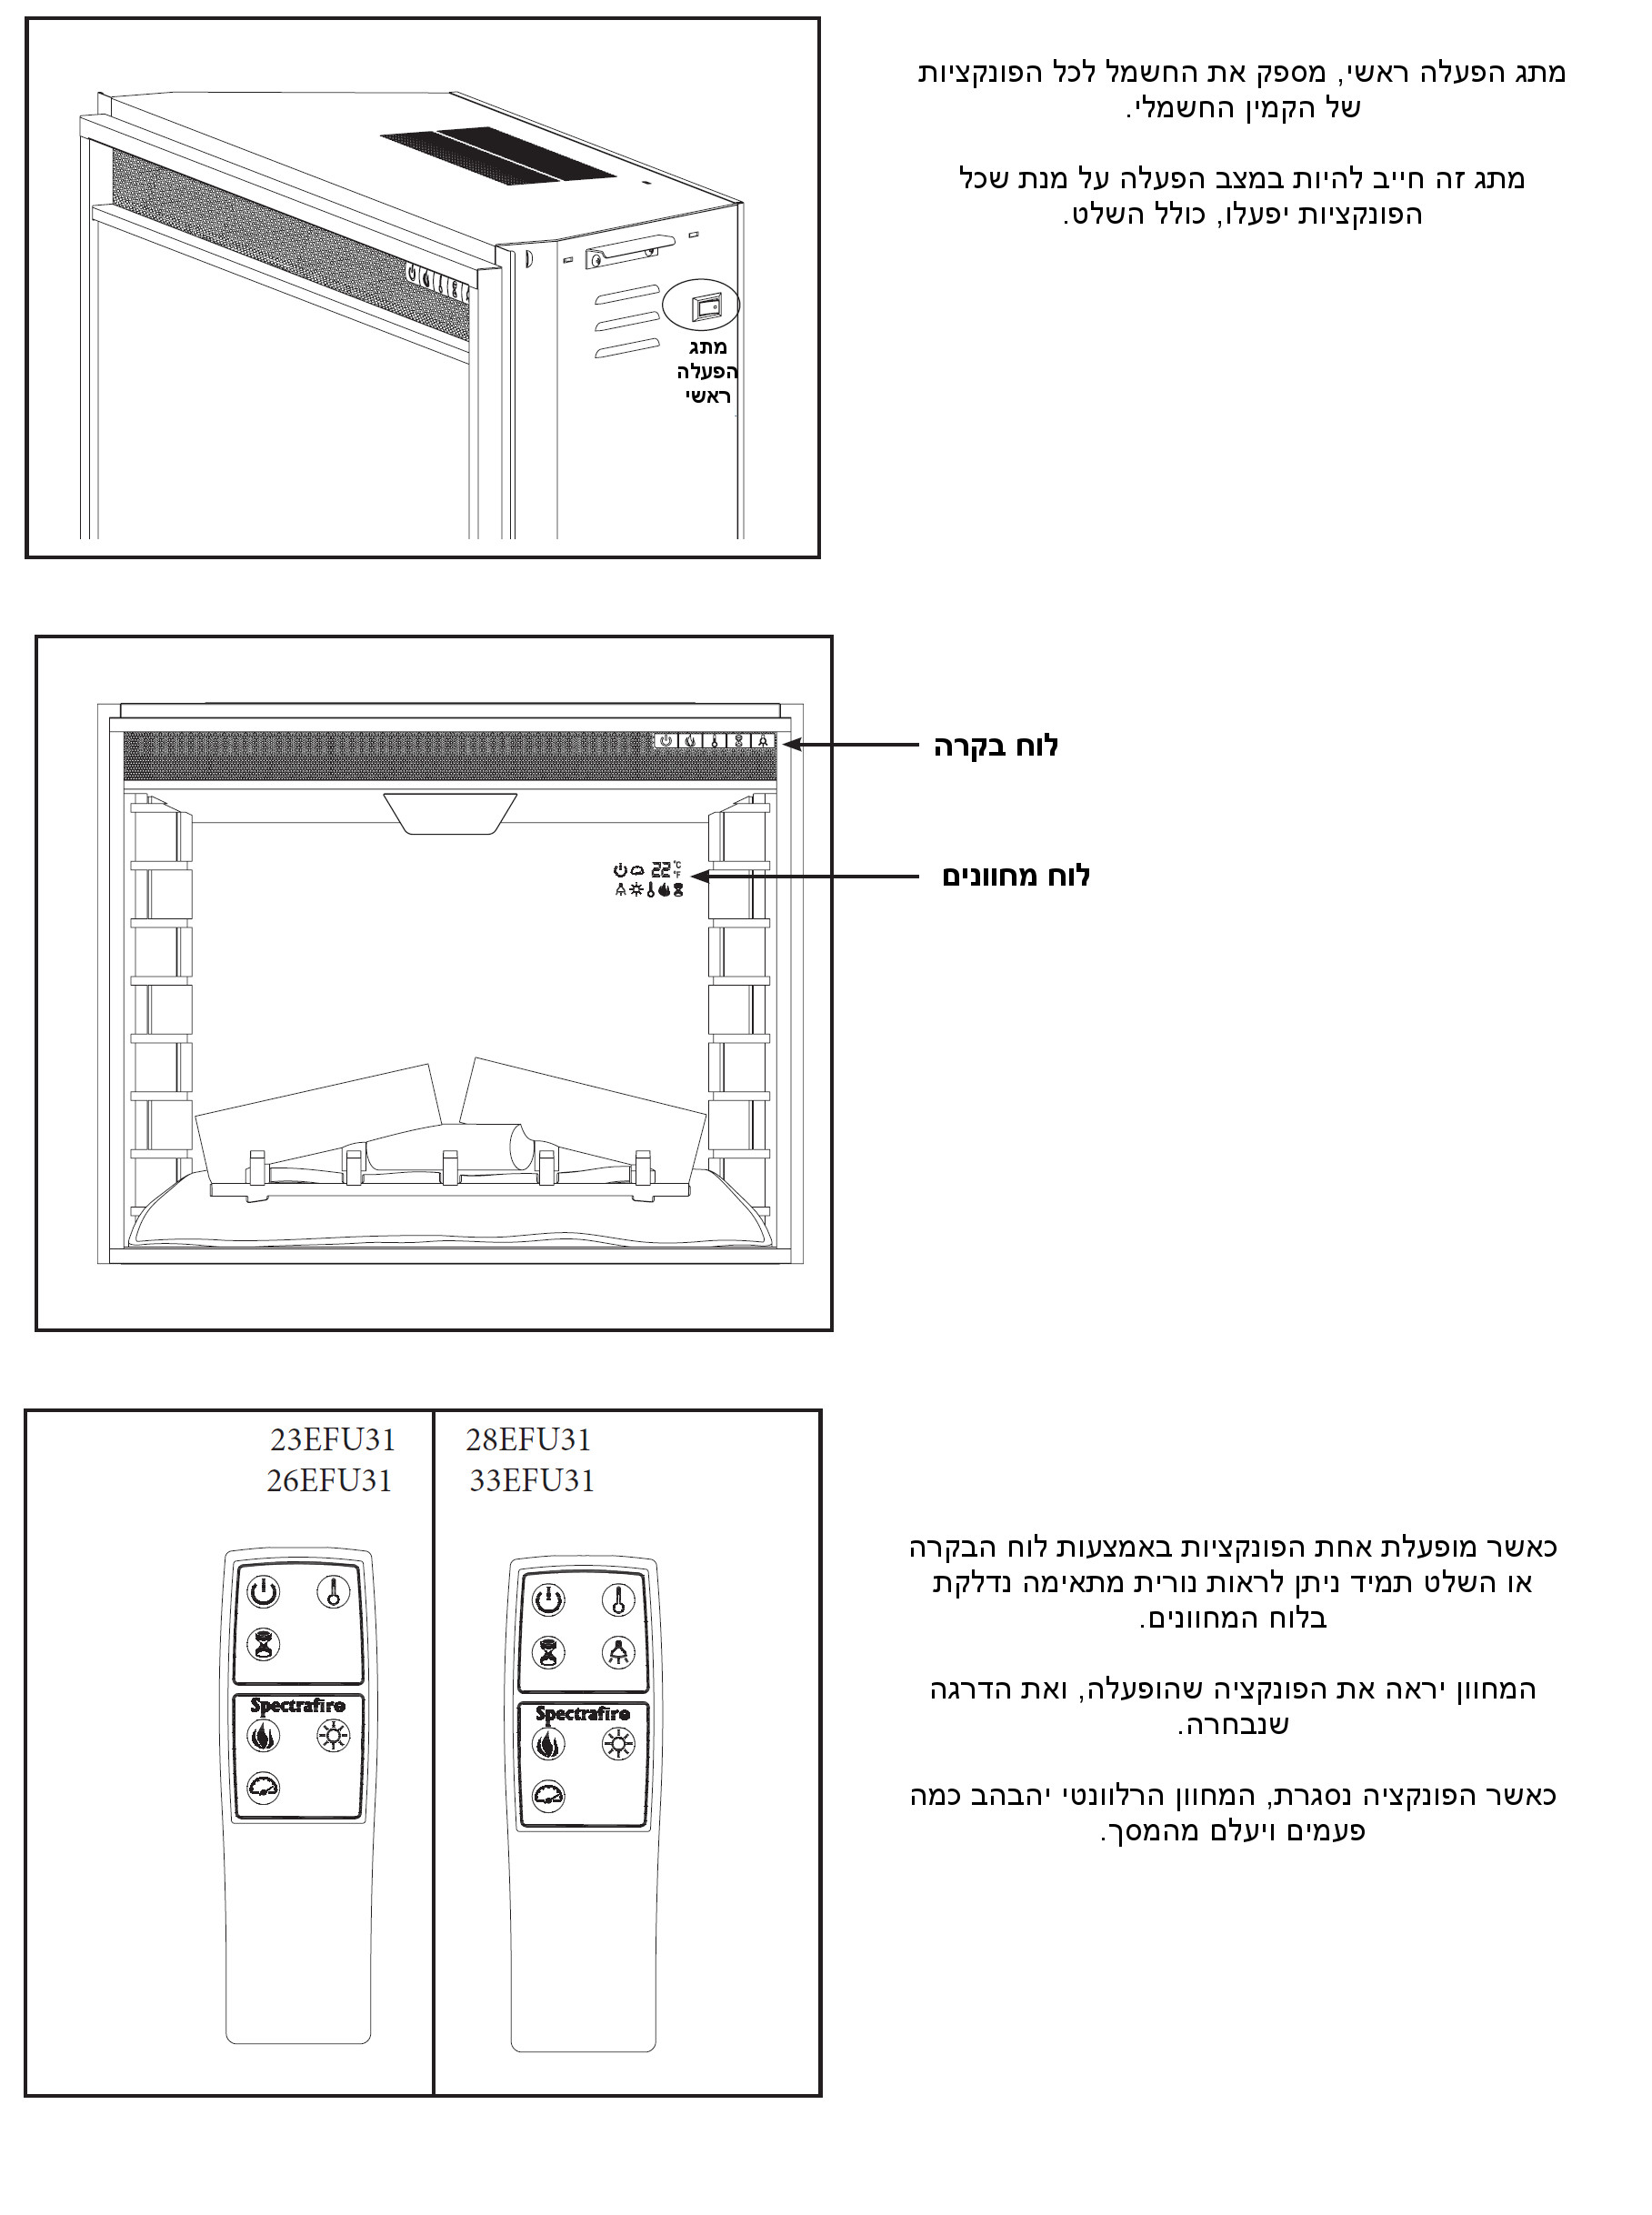 מתג הפעלה ראשי, מספק את החשמל לכל הפונקציות
של הקמין החשמלי.
מתג זה חייב להיות במצב הפעלה על מנת שכל
הפונקציות יפעלו, כולל השלט.
מתג
הפעלה
ראשי
לוח בקרה
22 °C
°F
לוח מחוונים
23EFU31
26EFU31
28EFU31
33EFU31
Spectrafire
Spectrafire
כאשר מופעלת אחת הפונקציות באמצעות לוח הבקרה
או השלט תמיד ניתן לראות נורית מתאימה נדלקת
בלוח המחוונים.
המחוון יראה את הפונקציה שהופעלה, ואת הדרגה
שנבחרה.
כאשר הפונקציה נסגרת, המחוון הרלוונטי יהבהב כמה
פעמים ויעלם מהמסך.